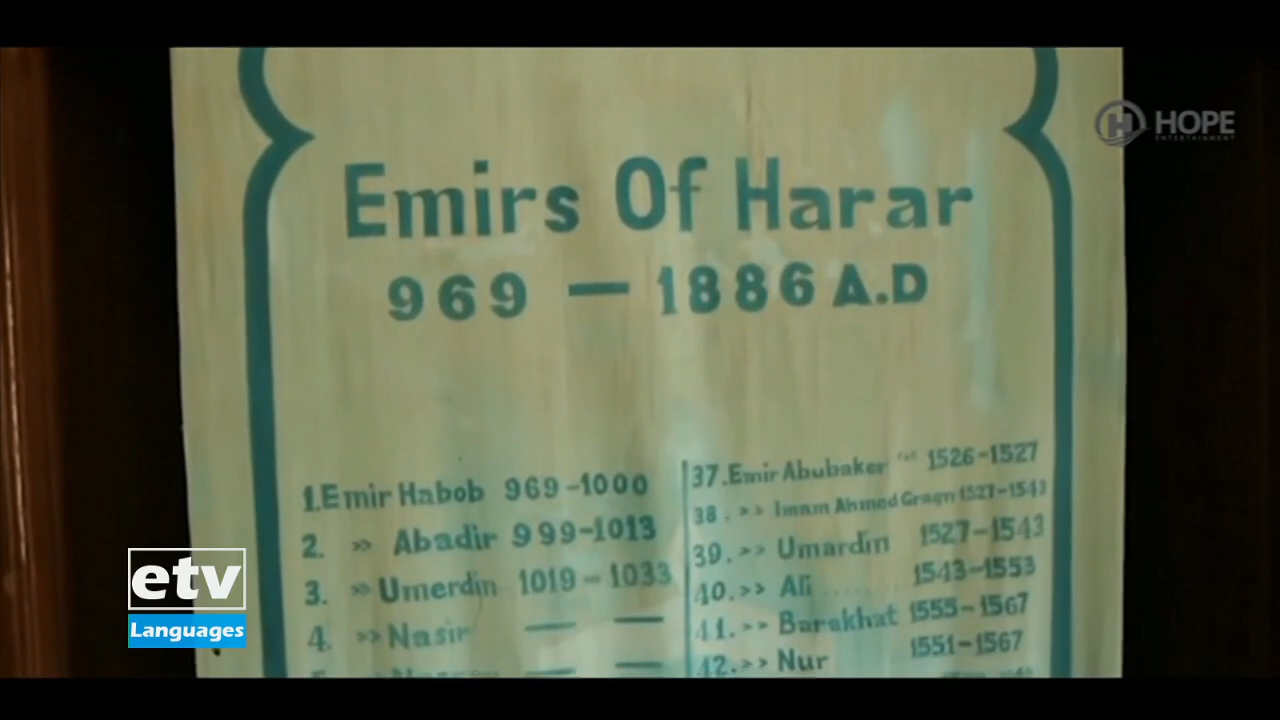 HOPE
ENTERTAINMENT
Emirs Of Harar
969 — 1886 A.D
1. Emir Habob 969-1000
2. >> Abadir 999-1013
3. >> Umerdin 1019 - 1033
4. >> Nasir — —
37. Emir Abubaker 1526-1527
38. >> Imam Ahmed Gragn 1527-1543
39. >> Umardin 1527-1543
40. >> Ali 1543-1553
41. >> Barakhat 1555-1567
42. >> Nur 1551-1567
etv
Languages